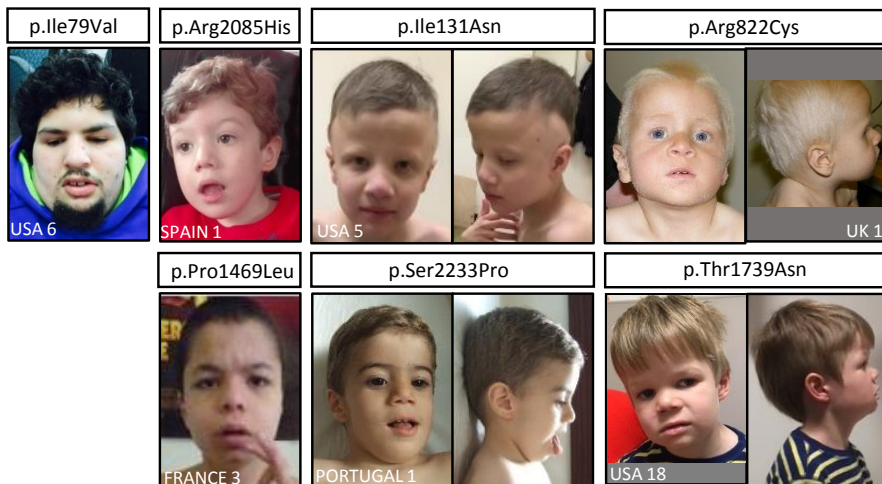 p.Ile79Val
p.Arg2085His
p.Ile131Asn
p.Arg822Cys
USA 6
SPAIN 1
USA 5
UK 1
p.Pro1469Leu
p.Ser2233Pro
p.Thr1739Asn
FRANCE 3
PORTUGAL 1
USA 18